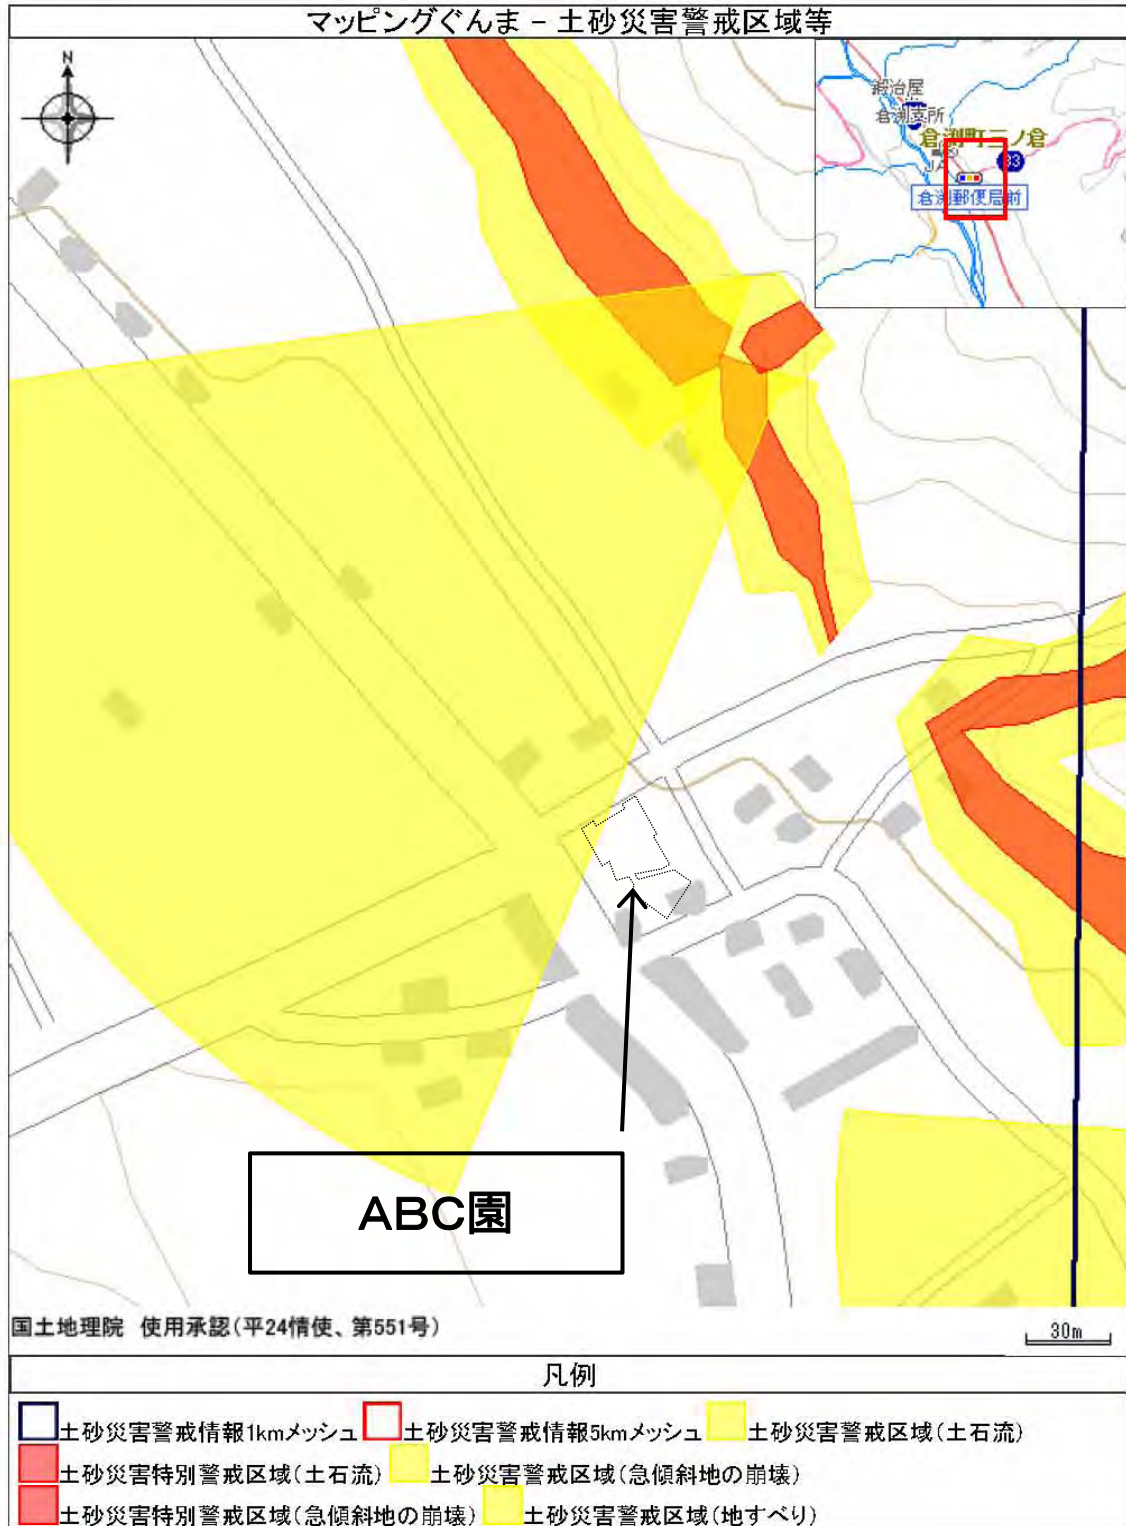 マッピングぐんま - 土砂災害警戒区域等
N
鍛治屋
倉渕支所
倉渕町三ノ倉
JA
33
倉渕郵便局前
ABC園
国土地理院 使用承認(平24情使、第551号)
30m
凡例
土砂災害警戒情報1kmメッシュ 土砂災害警戒情報5kmメッシュ 土砂災害警戒区域(土石流)
土砂災害特別警戒区域(土石流) 土砂災害警戒区域(急傾斜地の崩壊)
土砂災害特別警戒区域(急傾斜地の崩壊) 土砂災害警戒区域(地すべり)